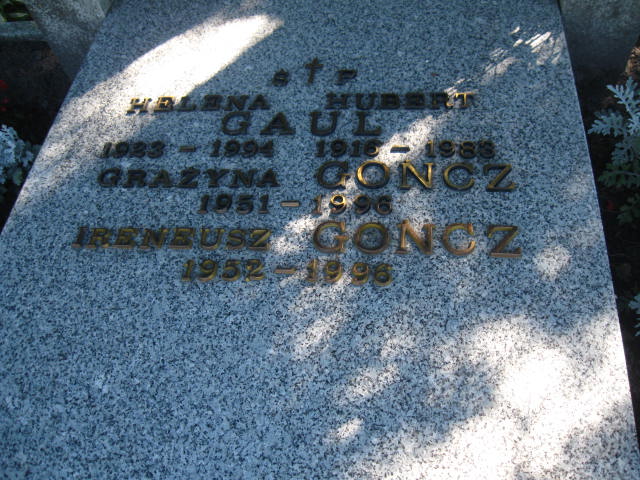 Ś † P
HELENA HUBERT
GAUL
1923 - 1994 1916 - 1988
GRAŻYNA GONCZ
1951 - 1996
IRENEUSZ GONCZ
1952 - 1996